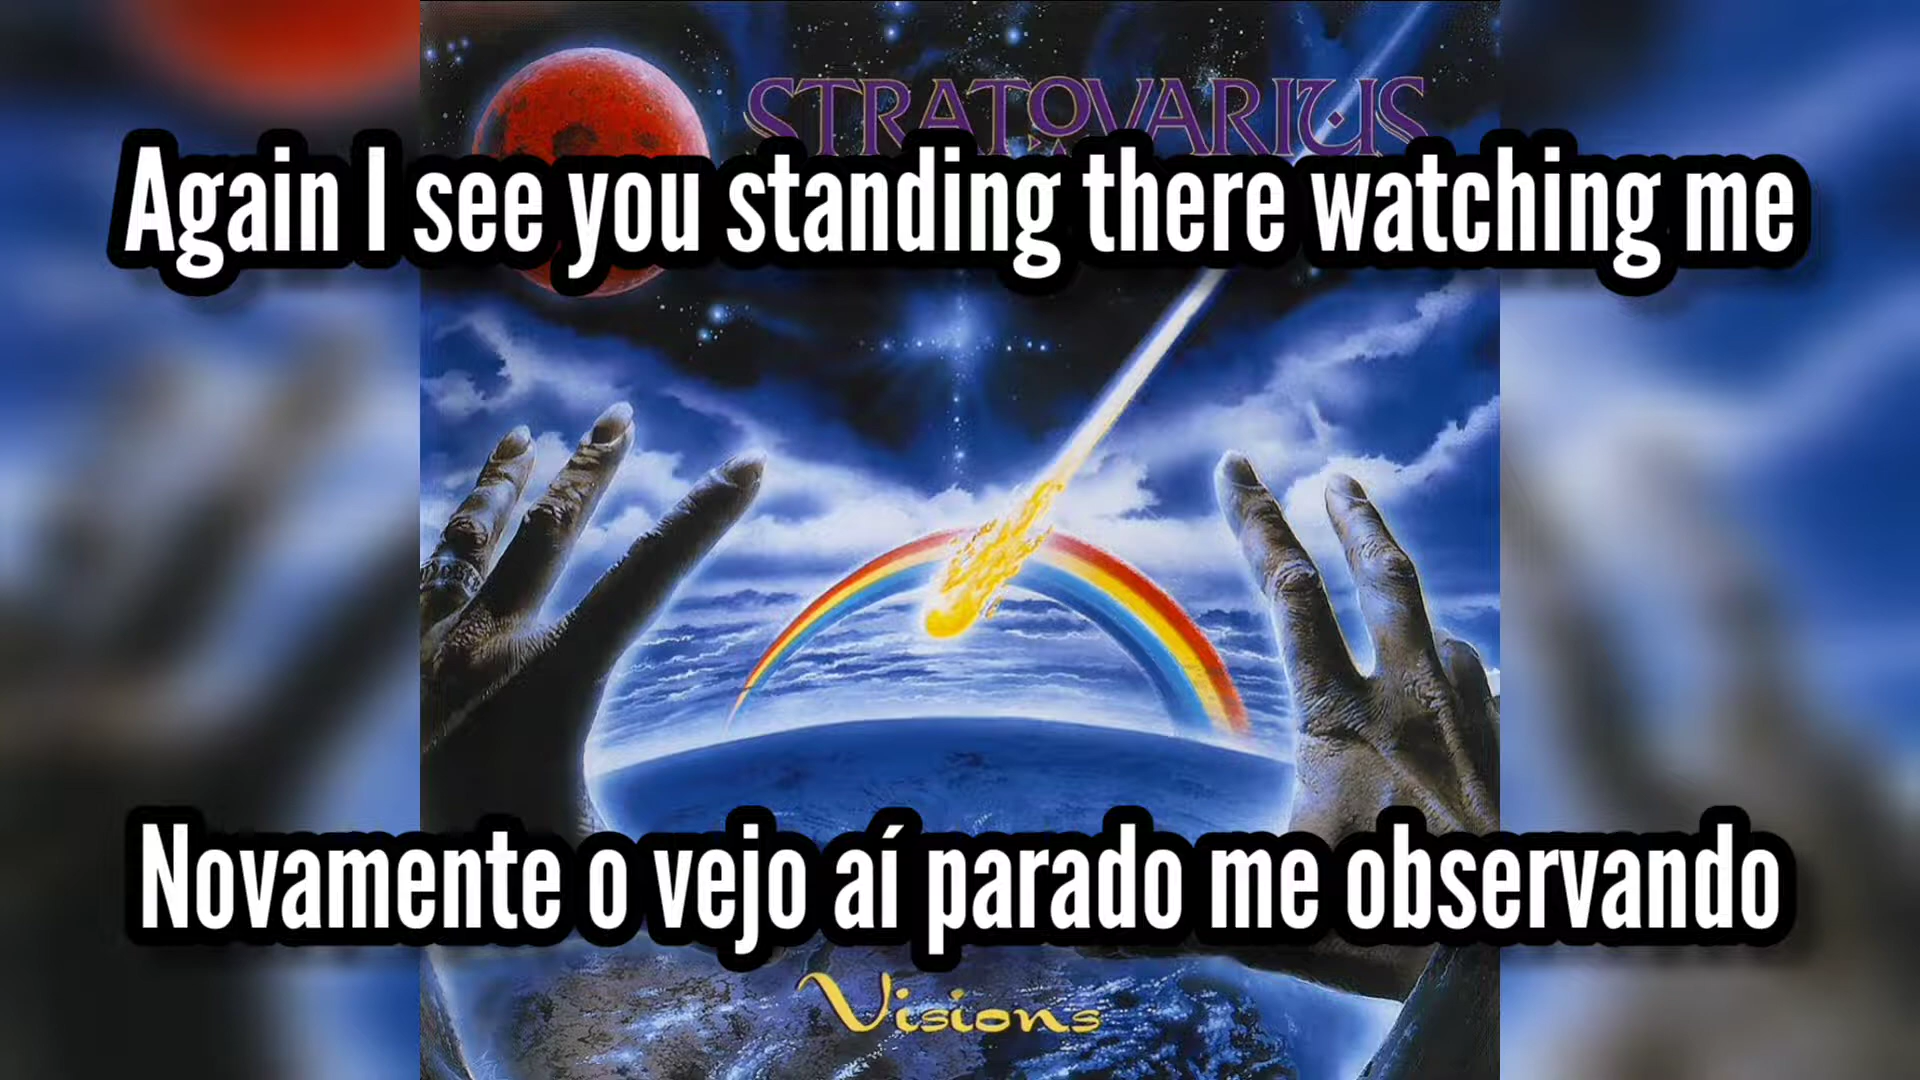 STRATOVARIUS
Again I see you standing there watching me
Novamente o vejo aí parado me observando
Visions